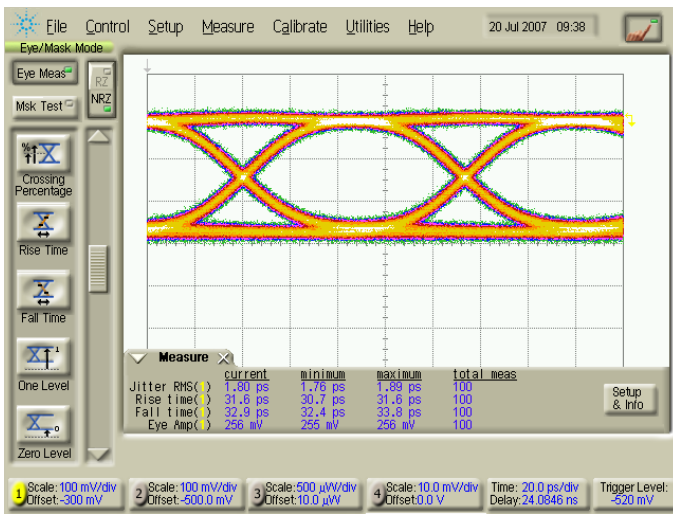 File Control Setup Measure Calibrate Utilities Help 20 Jul 2007 09:38
Eye/Mask Mode
Eye Meas
RZ
Msk Test
NRZ
%
Crossing
Percentage
Rise Time
Fall Time
1
One Level
0
Zero Level
Measure
current minimum maximum total meas
Jitter RMS(1) 1.80 ps 1.76 ps 1.89 ps 100
Rise time(1) 31.6 ps 30.7 ps 31.6 ps 100
Fall time(1) 32.9 ps 32.4 ps 33.8 ps 100
Eye Amp(1) 256 mV 255 mV 256 mV 100
Setup
& Info
1 Scale: 100 mV/div
Offset:-300 mV
2 Scale: 100 mV/div
Offset:-500.0 mV
3 Scale:500 µW/div
Offset:10.0 µW
4 Scale: 10.0 mV/div
Offset:0.0 V
Time: 20.0 ps/div
Delay:24.0846 ns
Trigger Level:
-520 mV